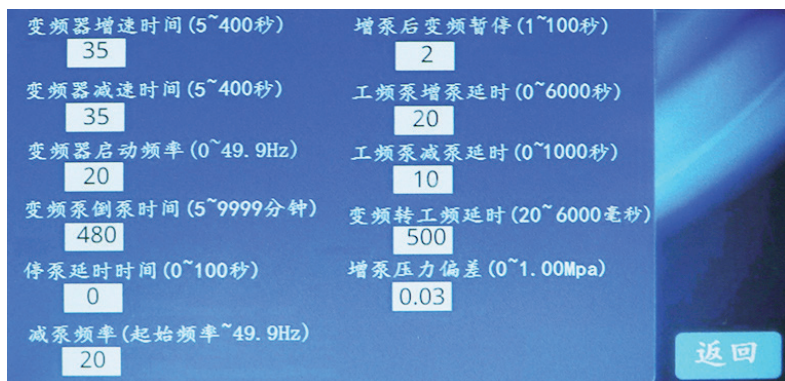 变频器增速时间(5~400秒)
35
变频器减速时间(5~400秒)
35
变频器启动频率(0~49.9Hz)
20
变频泵倒泵时间(5~9999分钟)
480
停泵延时时间(0~100秒)
0
减泵频率(起始频率~49.9Hz)
20
增泵后变频暂停(1~100秒)
2
工频泵增泵延时(0~6000秒)
20
工频泵减泵延时(0~1000秒)
10
变频转工频延时(20~6000毫秒)
500
增泵压力偏差(0~1.00Mpa)
0.03
返回